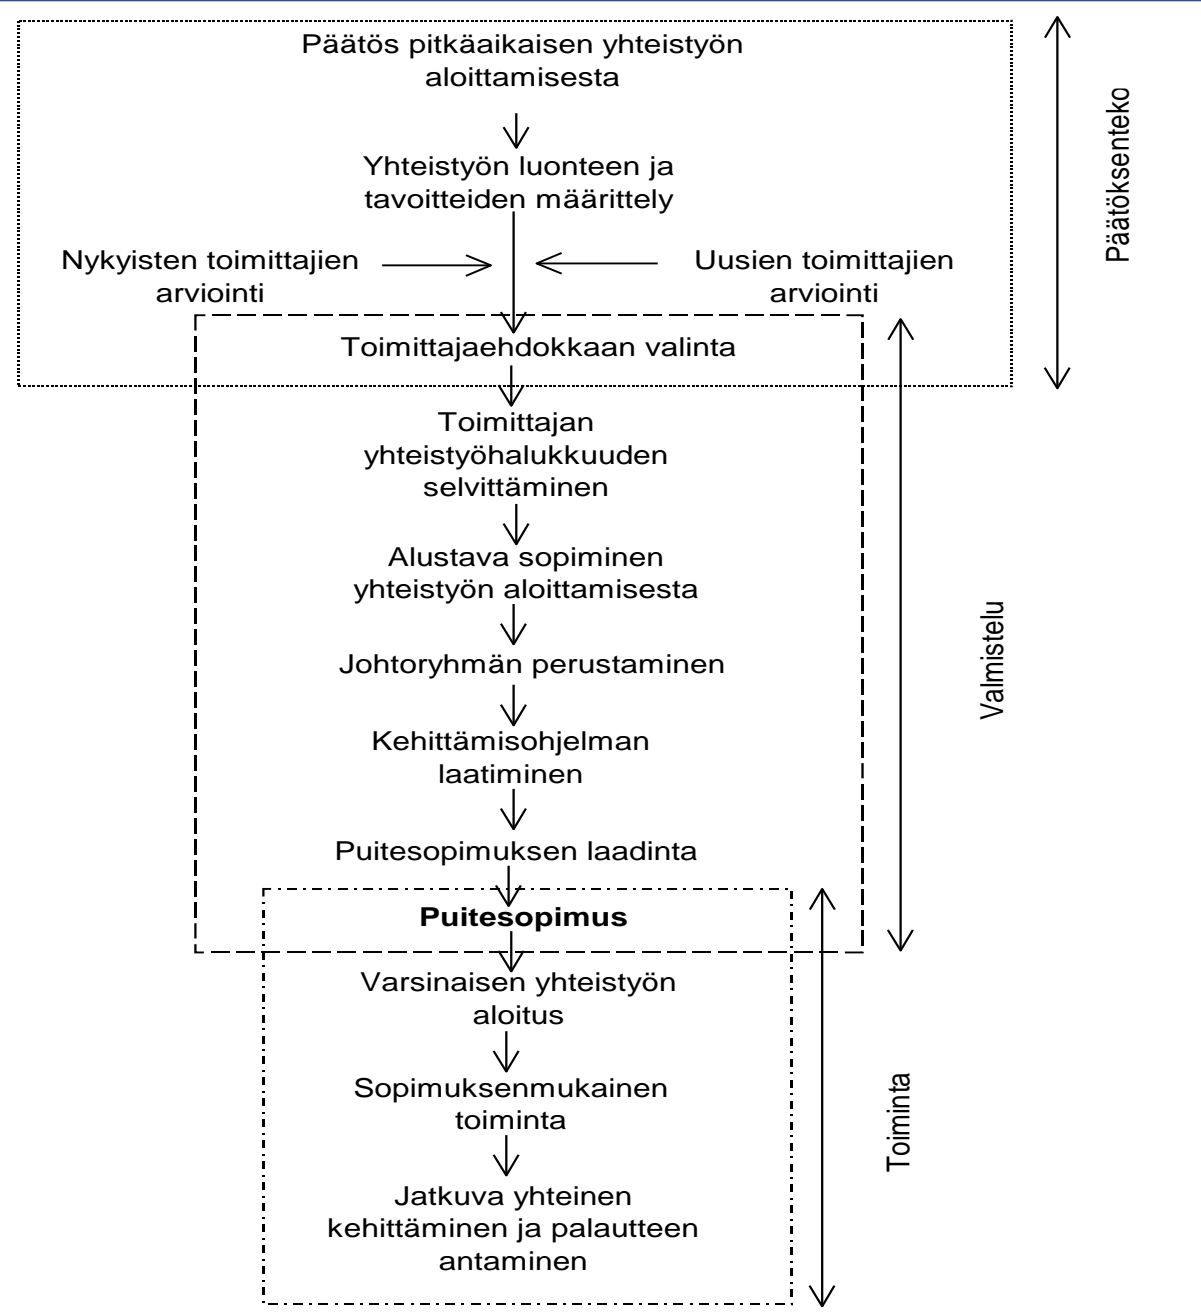 Päätös pitkäaikaisen yhteistyön
aloittamisesta
Yhteistyön luonteen ja
tavoitteiden määrittely
Nykyisten toimittajien
arviointi
Uusien toimittajien
arviointi
Toimittajaehdokkaan valinta
Toimittajan
yhteistyöhalukkuuden
selvittäminen
Alustava sopiminen
yhteistyön aloittamisesta
Johtoryhmän perustaminen
Kehittämisohjelman
laatiminen
Puitesopimuksen laadinta
Puitesopimus
Varsinaisen yhteistyön
aloitus
Sopimuksenmukainen
toiminta
Jatkuva yhteinen
kehittäminen ja palautteen
antaminen
Päätöksenteko
Valmistelu
Toiminta